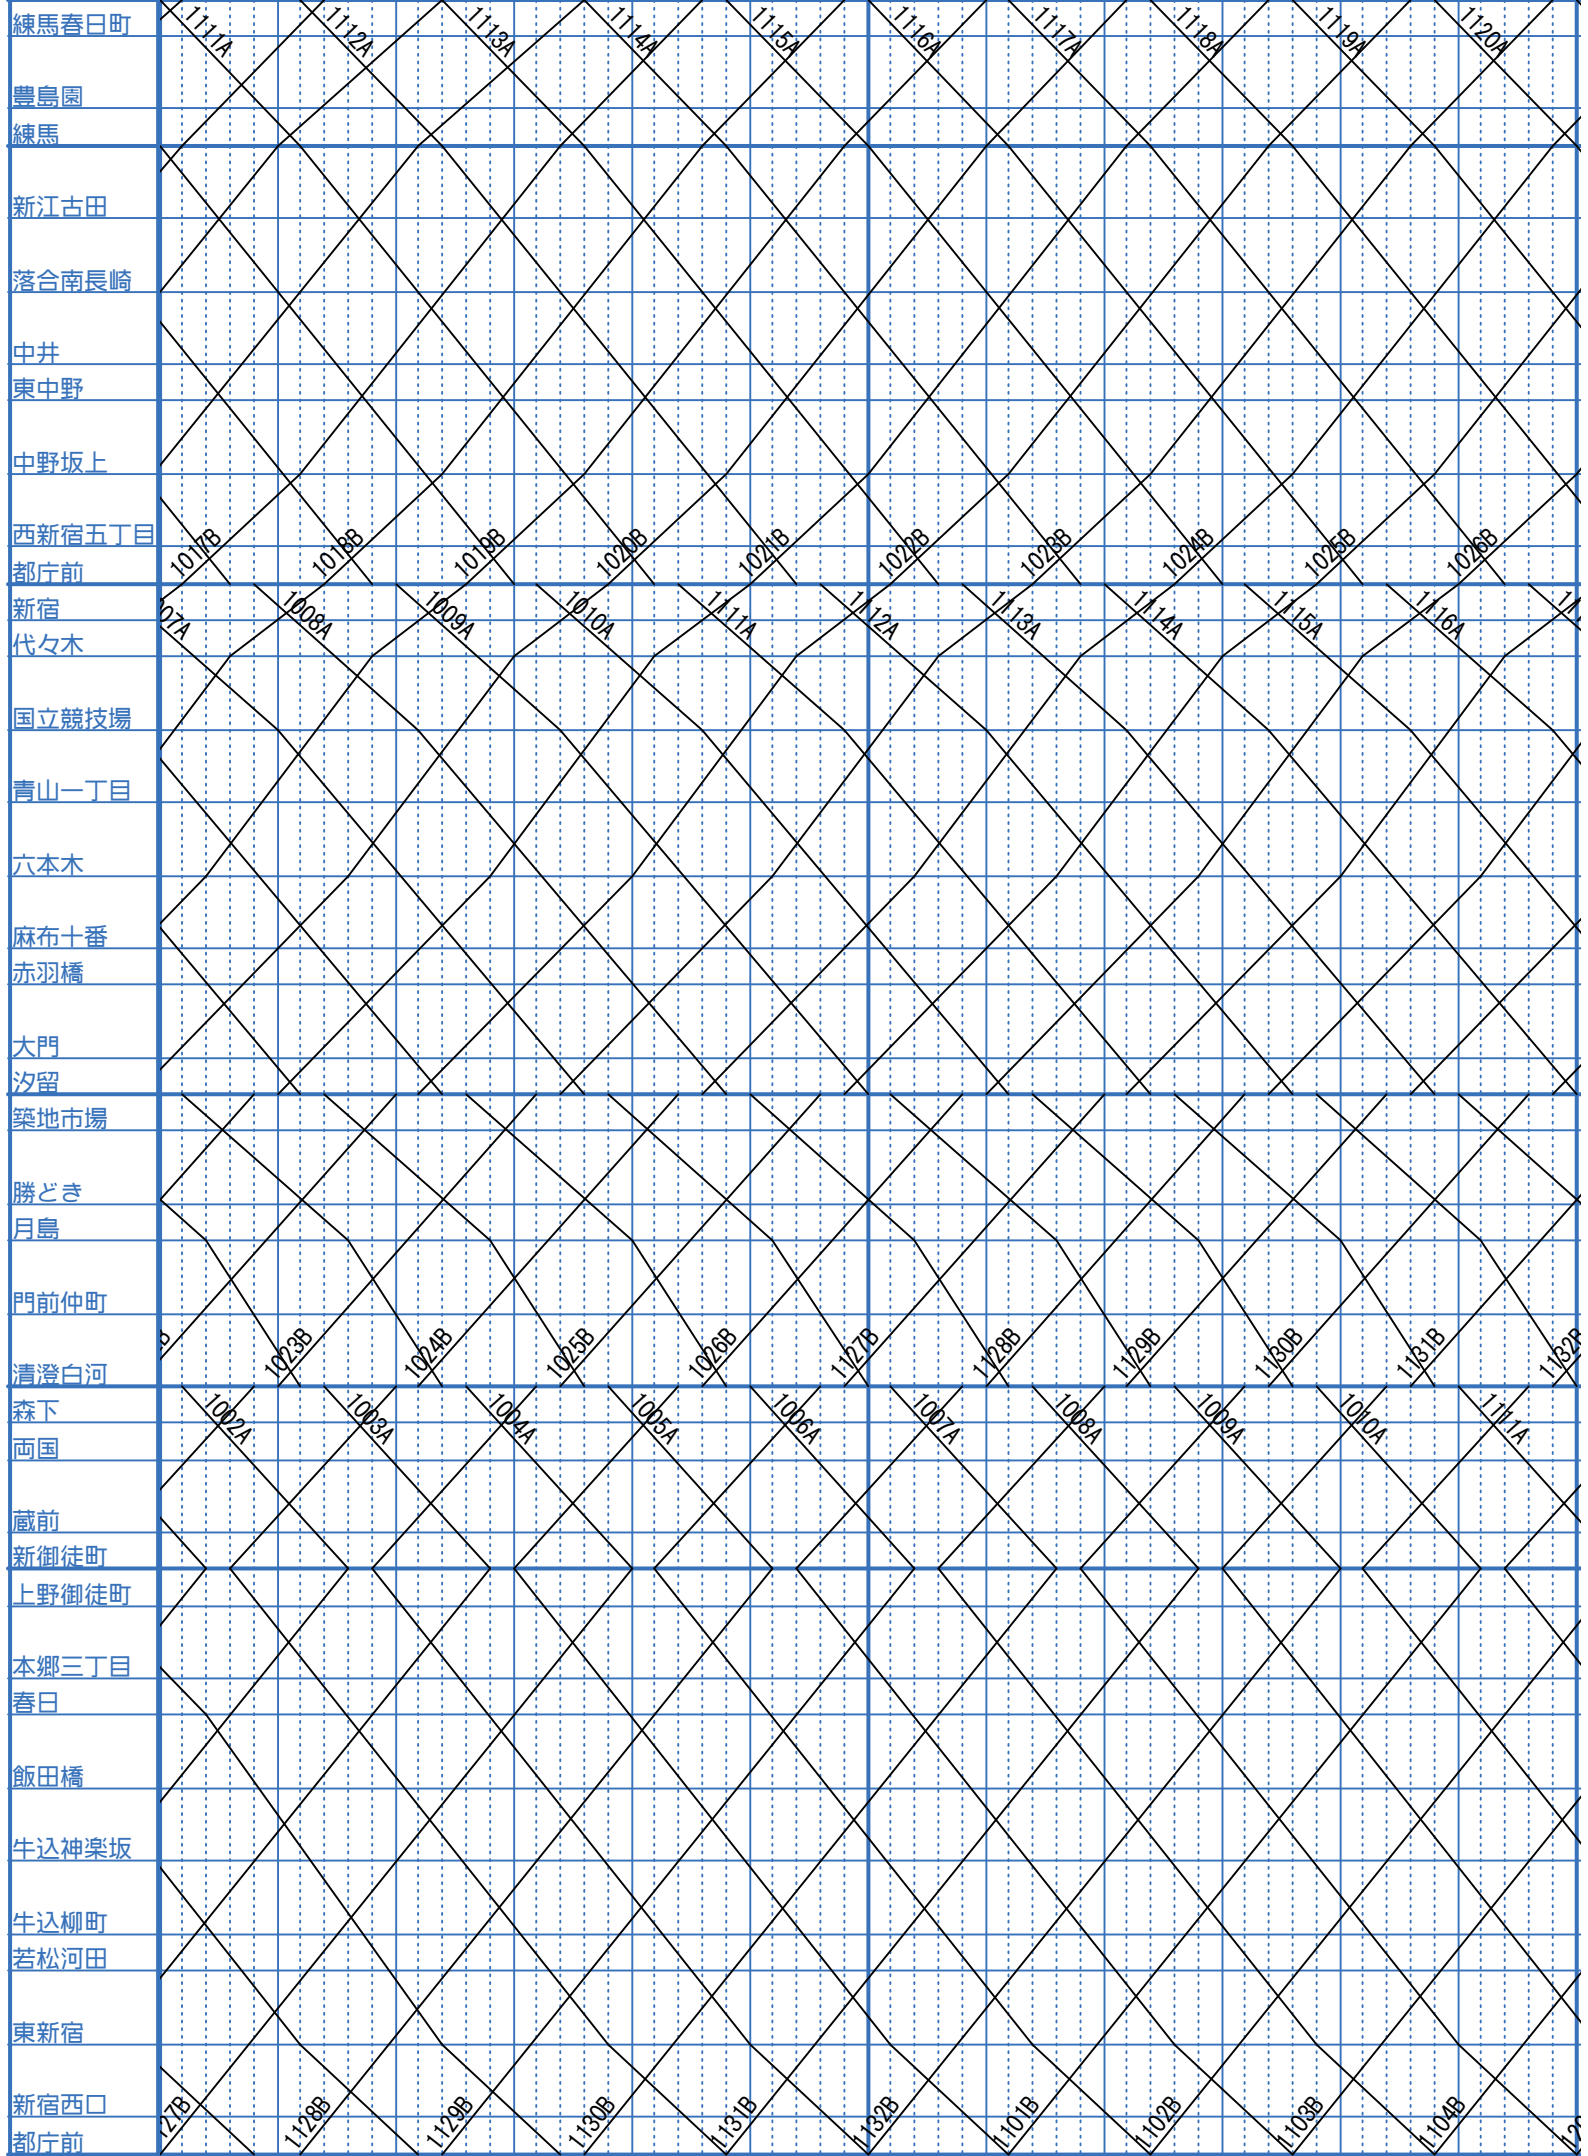 練馬春日町
1111A 1112A 1113A 1114A 1115A 1116A 1117A 1118A 1119A 1120A
豊島園
練馬
新江古田
落合南長崎
中井
東中野
中野坂上
西新宿五丁目
1017B 1018B 1019B 1020B 1021B 1022B 1023B 1024B 1025B 1026B
都庁前
新宿
07A 1008A 1009A 1010A 1111A 1112A 1113A 1114A 1115A 1116A
代々木
国立競技場
青山一丁目
六本木
麻布十番
赤羽橋
大門
汐留
築地市場
勝どき
月島
門前仲町
1023B 1024B 1025B 1026B 1127B 1128B 1129B 1130B 1131B 1132B
清澄白河
森下
1002A 1003A 1004A 1005A 1006A 1007A 1008A 1009A 1010A 1111A
両国
蔵前
新御徒町
上野御徒町
本郷三丁目
春日
飯田橋
牛込神楽坂
牛込柳町
若松河田
東新宿
新宿西口
127B 1128B 1129B 1130B 1131B 1132B 1101B 1102B 1103B 1104B
都庁前